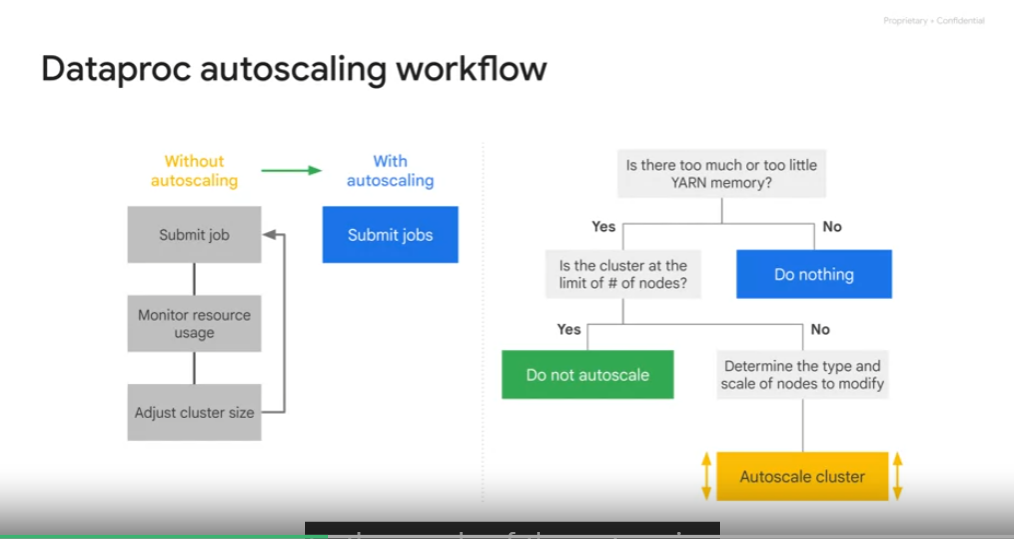 Proprietary + Confidential
Dataproc autoscaling workflow
Without
autoscaling
With
autoscaling
Submit job
Submit jobs
Monitor resource
usage
Adjust cluster size
Is there too much or too little
YARN memory?
Yes
No
Is the cluster at the
limit of # of nodes?
Do nothing
Yes
No
Do not autoscale
Determine the type and
scale of nodes to modify
Autoscale cluster